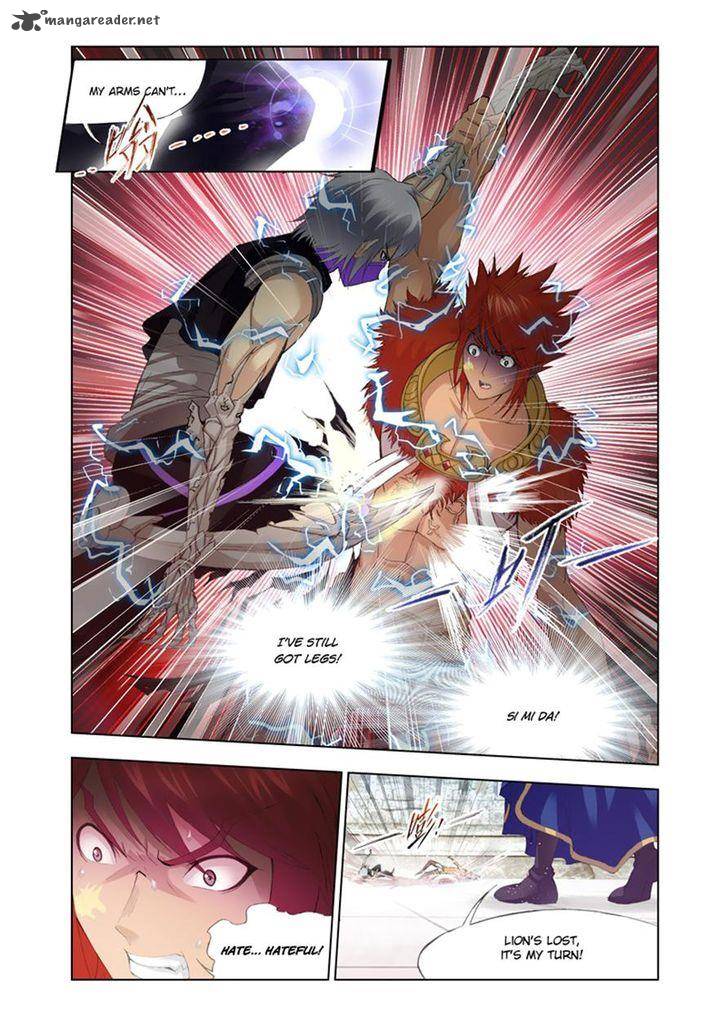 mangareader.net
MY ARMS CAN'T...
I'VE STILL
GOT LEGS!
SI MI DA!
HATE... HATEFUL!
LION'S LOST,
IT'S MY TURN!